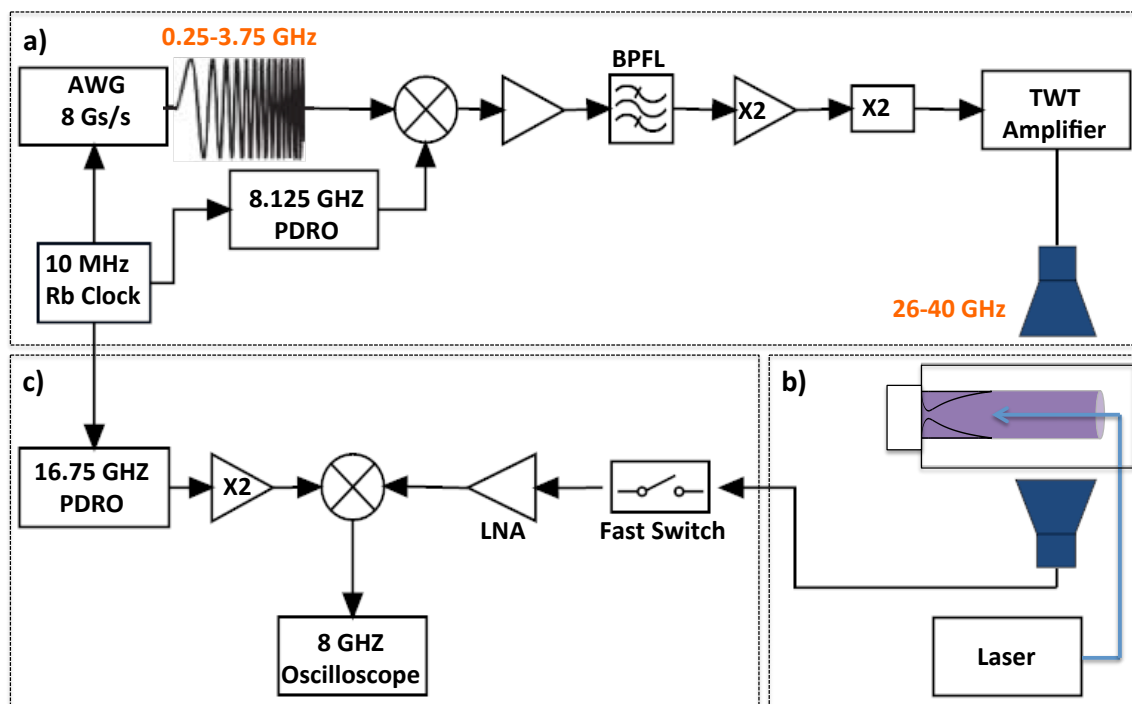 a)
0.25-3.75 GHz
AWG
8 Gs/s
BPFL
X2
X2
TWT
Amplifier
8.125 GHZ
PDRO
10 MHz
Rb Clock
26-40 GHz
c)
b)
16.75 GHZ
PDRO
X2
LNA
Fast Switch
8 GHZ
Oscilloscope
Laser